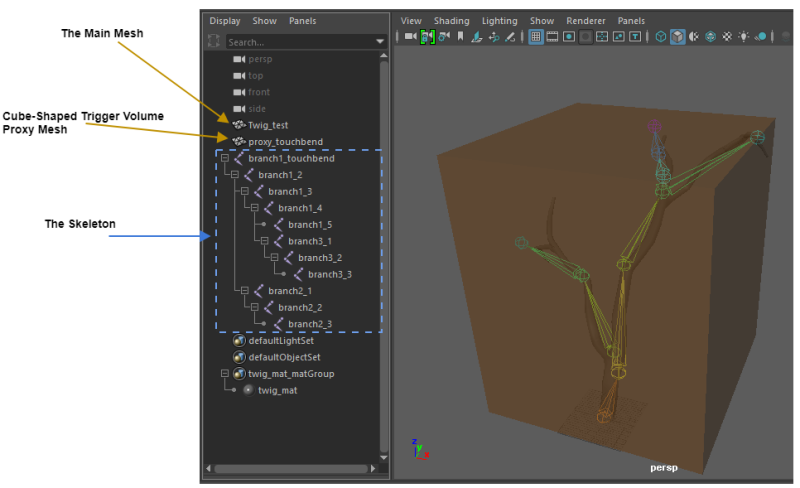 Display Show Panels
View Shading Lighting Show Renderer Panels
The Main Mesh
Search...
persp
top
front
side
Cube-Shaped Trigger Volume
Proxy Mesh
Twig_test
proxy_touchbend
branch1_touchbend
branch1_2
branch1_3
branch1_4
branch1_5
branch3_1
branch3_2
branch3_3
The Skeleton
branch2_1
branch2_2
branch2_3
defaultLightSet
defaultObjectSet
twig_mat_matGroup
twig_mat
z
y
x
persp